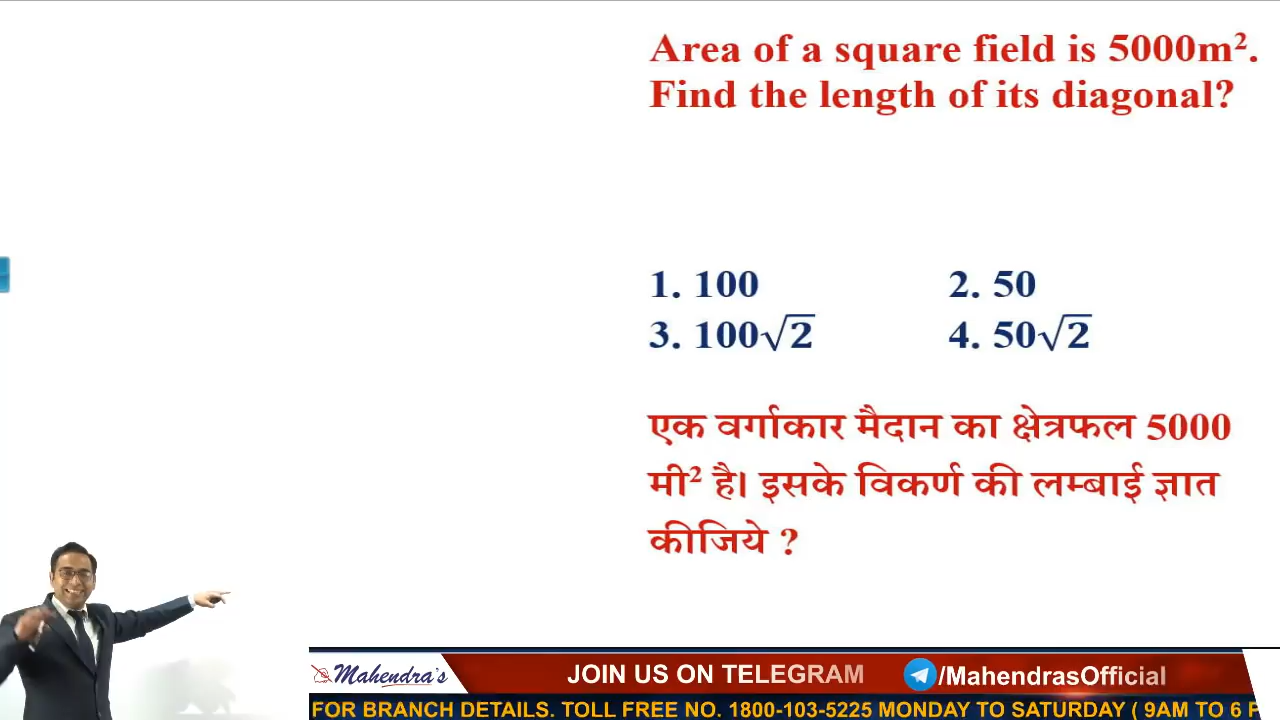 Area of a square field is 5000m².
Find the length of its diagonal?
1. 100 2. 50
3. 100√2 4. 50√2
एक वर्गाकार मैदान का क्षेत्रफल 5000
मी² है। इसके विकर्ण की लम्बाई ज्ञात
कीजिये ?
Mahendra's JOIN US ON TELEGRAM /MahendrasOfficial
FOR BRANCH DETAILS. TOLL FREE NO. 1800-103-5225 MONDAY TO SATURDAY ( 9AM TO 6 P